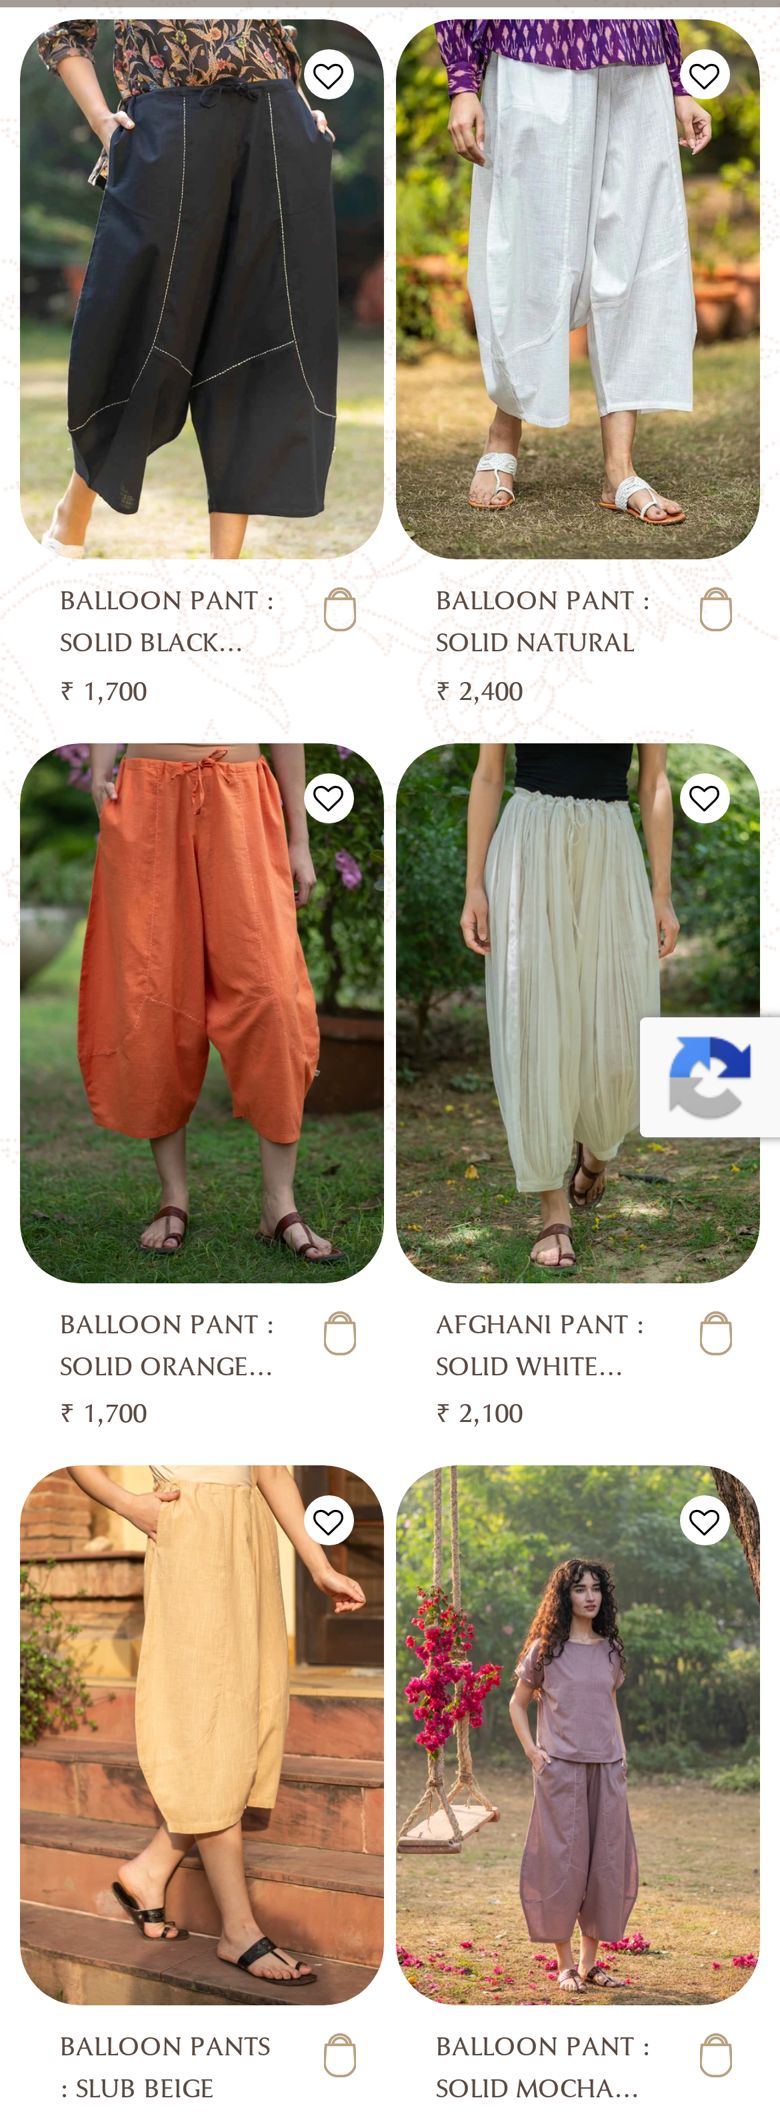 BALLOON PANT :
SOLID BLACK...
₹ 1,700
BALLOON PANT :
SOLID NATURAL
₹ 2,400
BALLOON PANT :
SOLID ORANGE...
₹ 1,700
AFGHANI PANT :
SOLID WHITE...
₹ 2,100
BALLOON PANTS
: SLUB BEIGE
BALLOON PANT :
SOLID MOCHA...